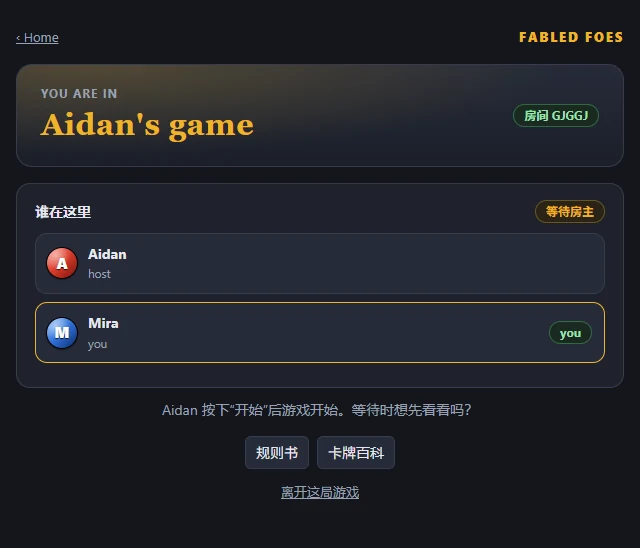 ‹ Home
FABLED FOES
YOU ARE IN
Aidan's game
房间 GJGGJ
谁在这里
等待房主
A
Aidan
host
M
Mira
you
you
Aidan 按下“开始”后游戏开始。等待时想先看看吗？
规则书
卡牌百科
离开这局游戏